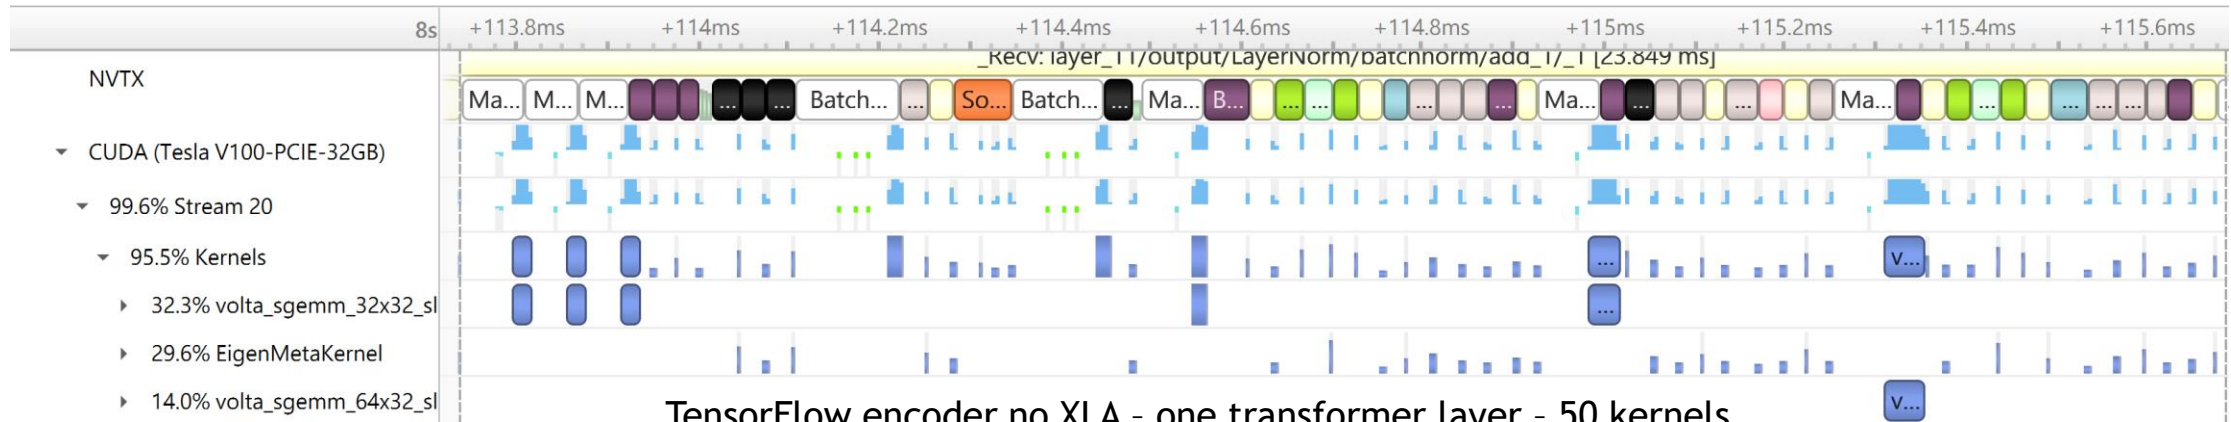 8s +113.8ms +114ms +114.2ms +114.4ms +114.6ms +114.8ms +115ms +115.2ms +115.4ms +115.6ms
_Recv: layer_11/output/LayerNorm/batchnorm/add_1/_1 [23.849 ms]
NVTX
Ma... M... M... ... ... Batch... ... So... Batch... ... Ma... B... ... ... ... ... ... Ma... ... ... ... Ma... ... ... ... ... ...
CUDA (Tesla V100-PCIE-32GB)
99.6% Stream 20
95.5% Kernels ... v...
32.3% volta_sgemm_32x32_sl ...
29.6% EigenMetaKernel
14.0% volta_sgemm_64x32_sl v...
TensorFlow encoder no XLA - one transformer layer - 50 kernels